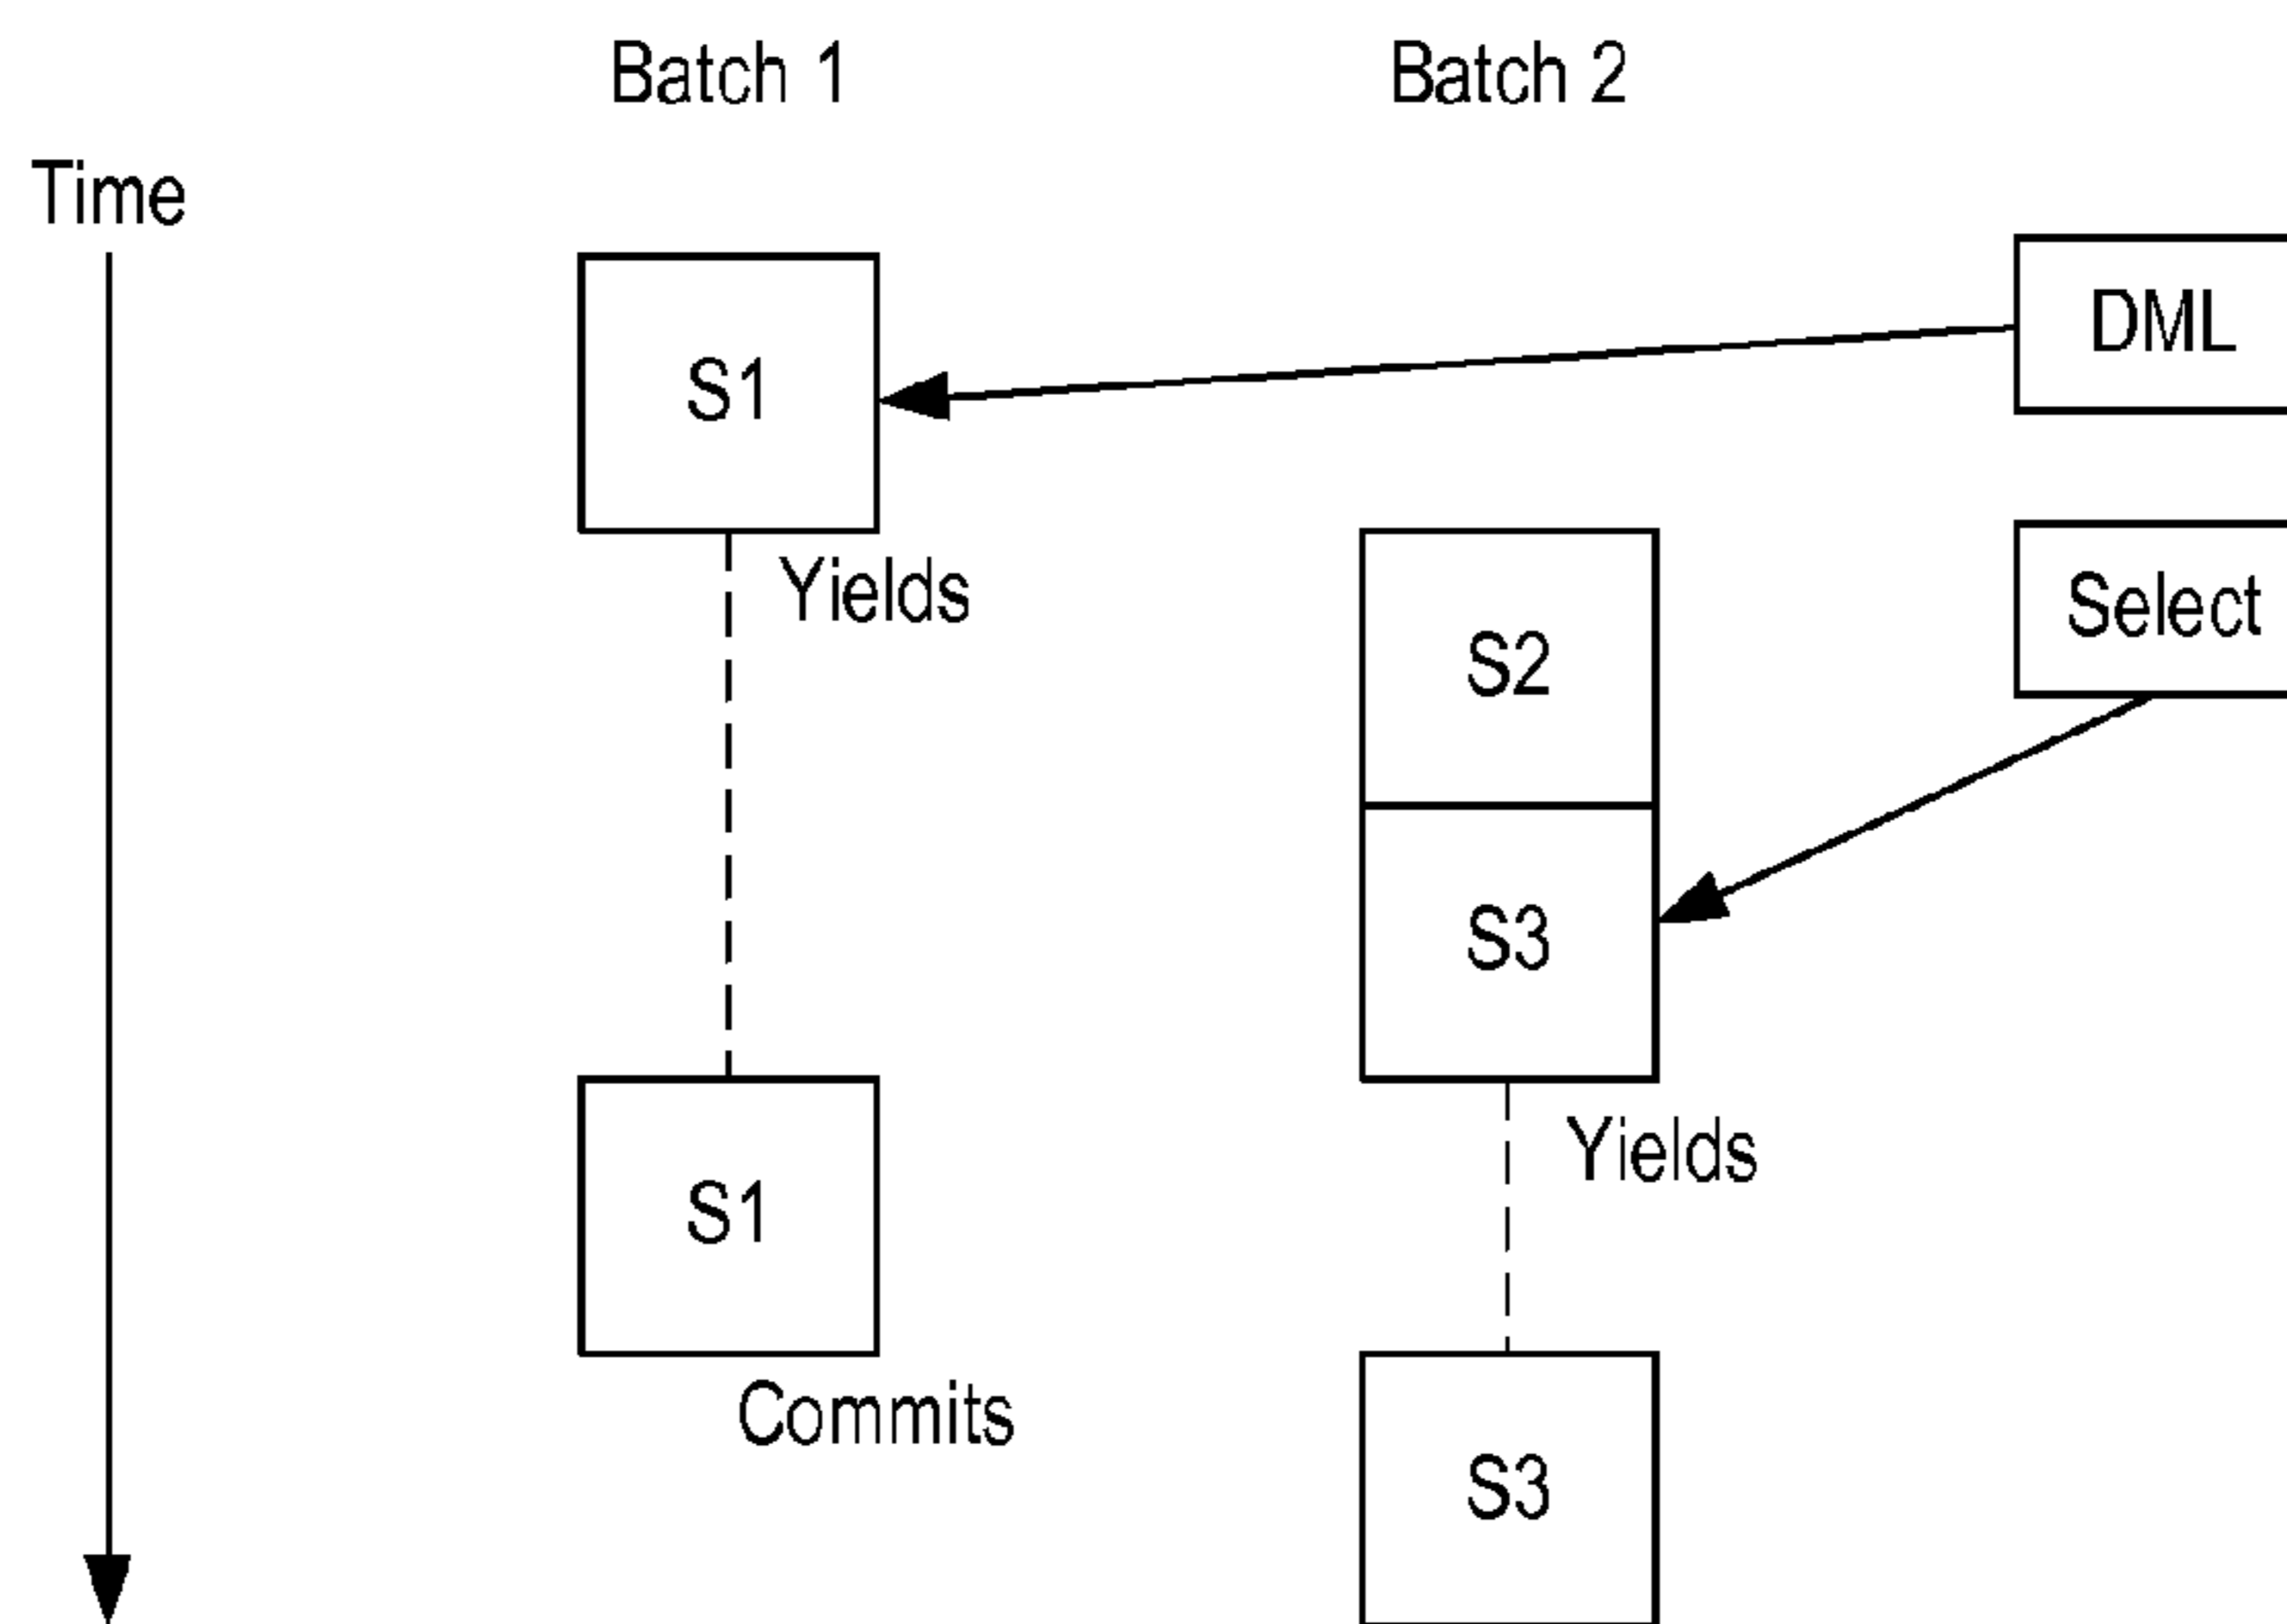 Batch 1
Batch 2
Time
DML
S1
Yields
Select
S2
S3
Yields
S1
Commits
S3